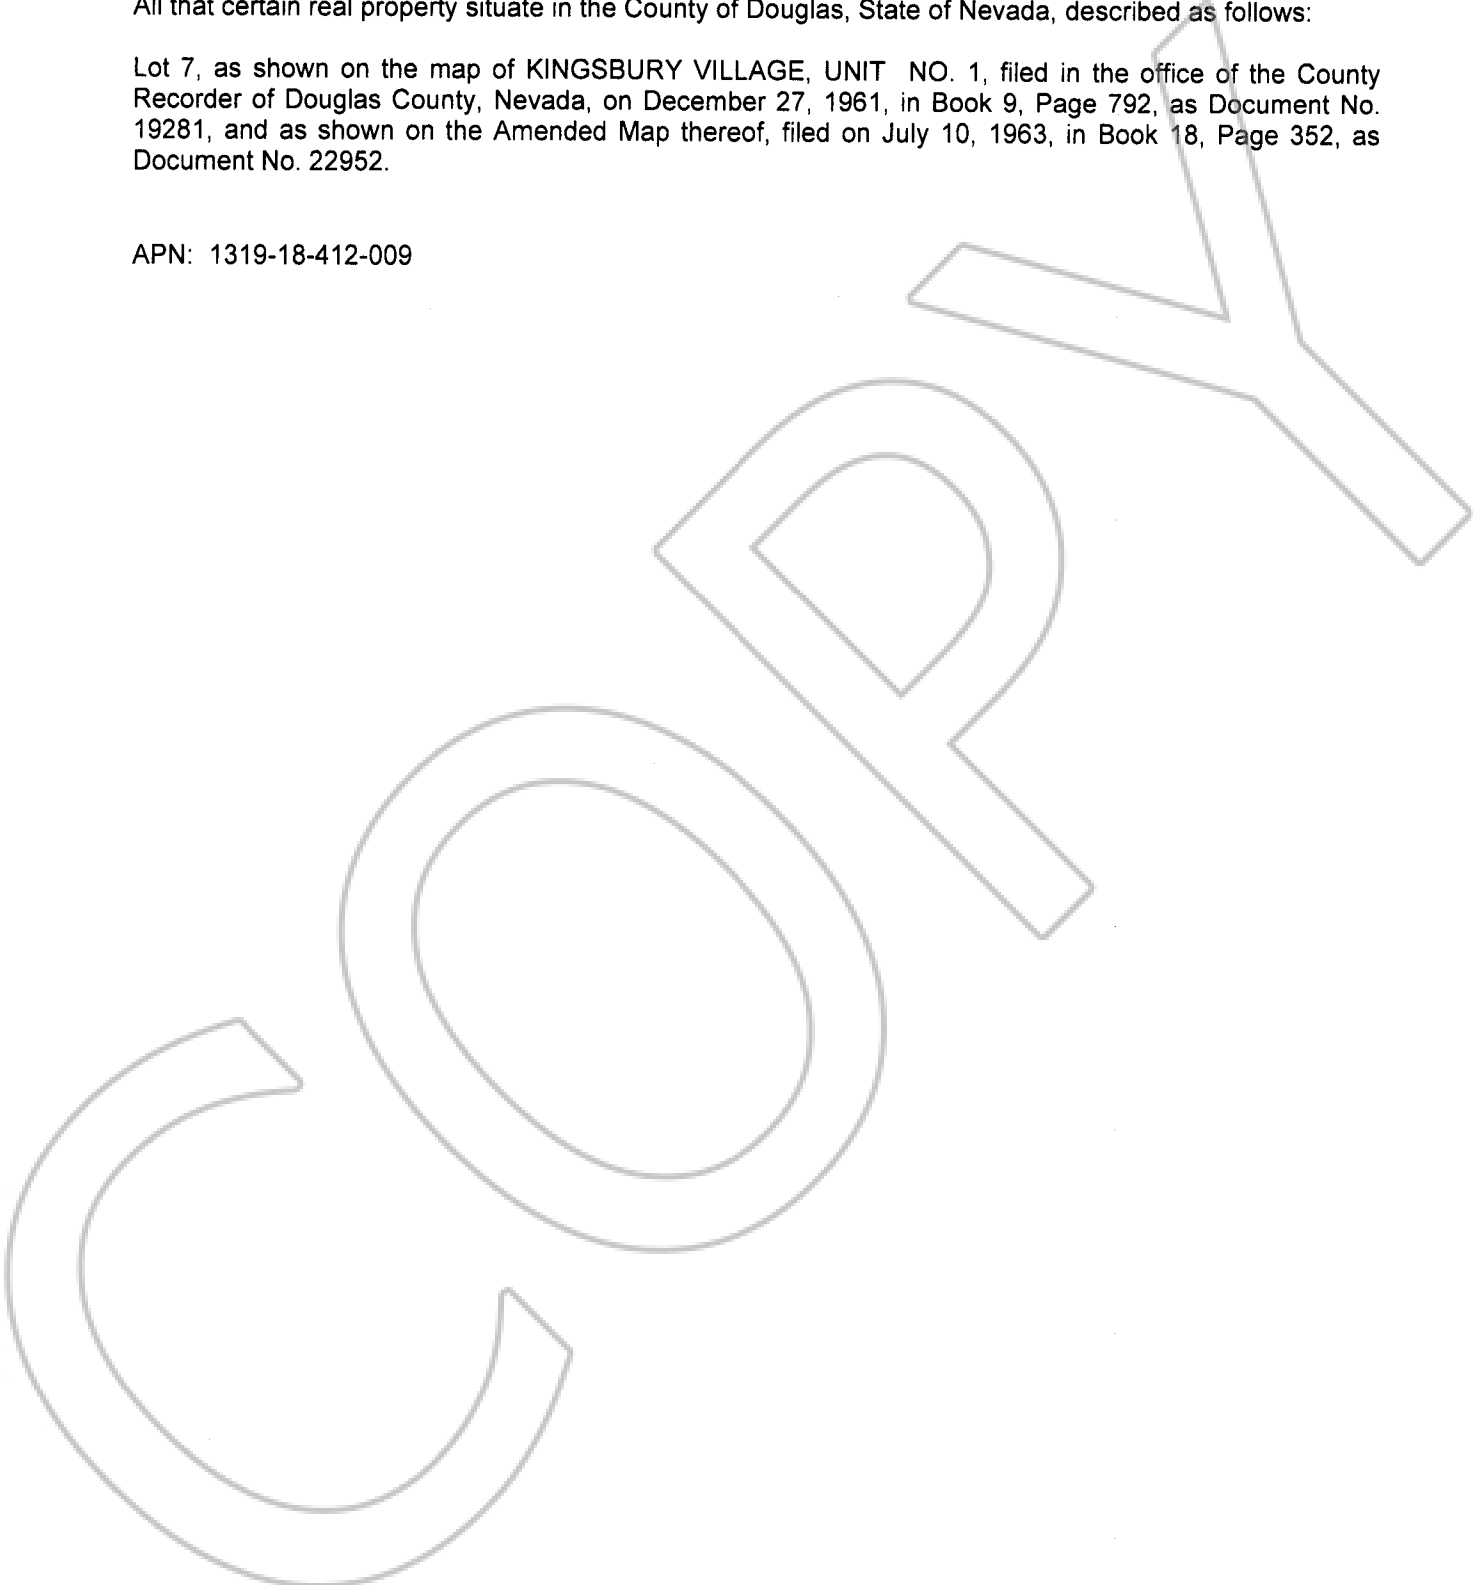 All that certain real property situate in the County of Douglas, State of Nevada, described as follows:
Lot 7, as shown on the map of KINGSBURY VILLAGE, UNIT NO. 1, filed in the office of the County
Recorder of Douglas County, Nevada, on December 27, 1961, in Book 9, Page 792, as Document No.
19281, and as shown on the Amended Map thereof, filed on July 10, 1963, in Book 18, Page 352, as
Document No. 22952.
APN: 1319-18-412-009
COPY